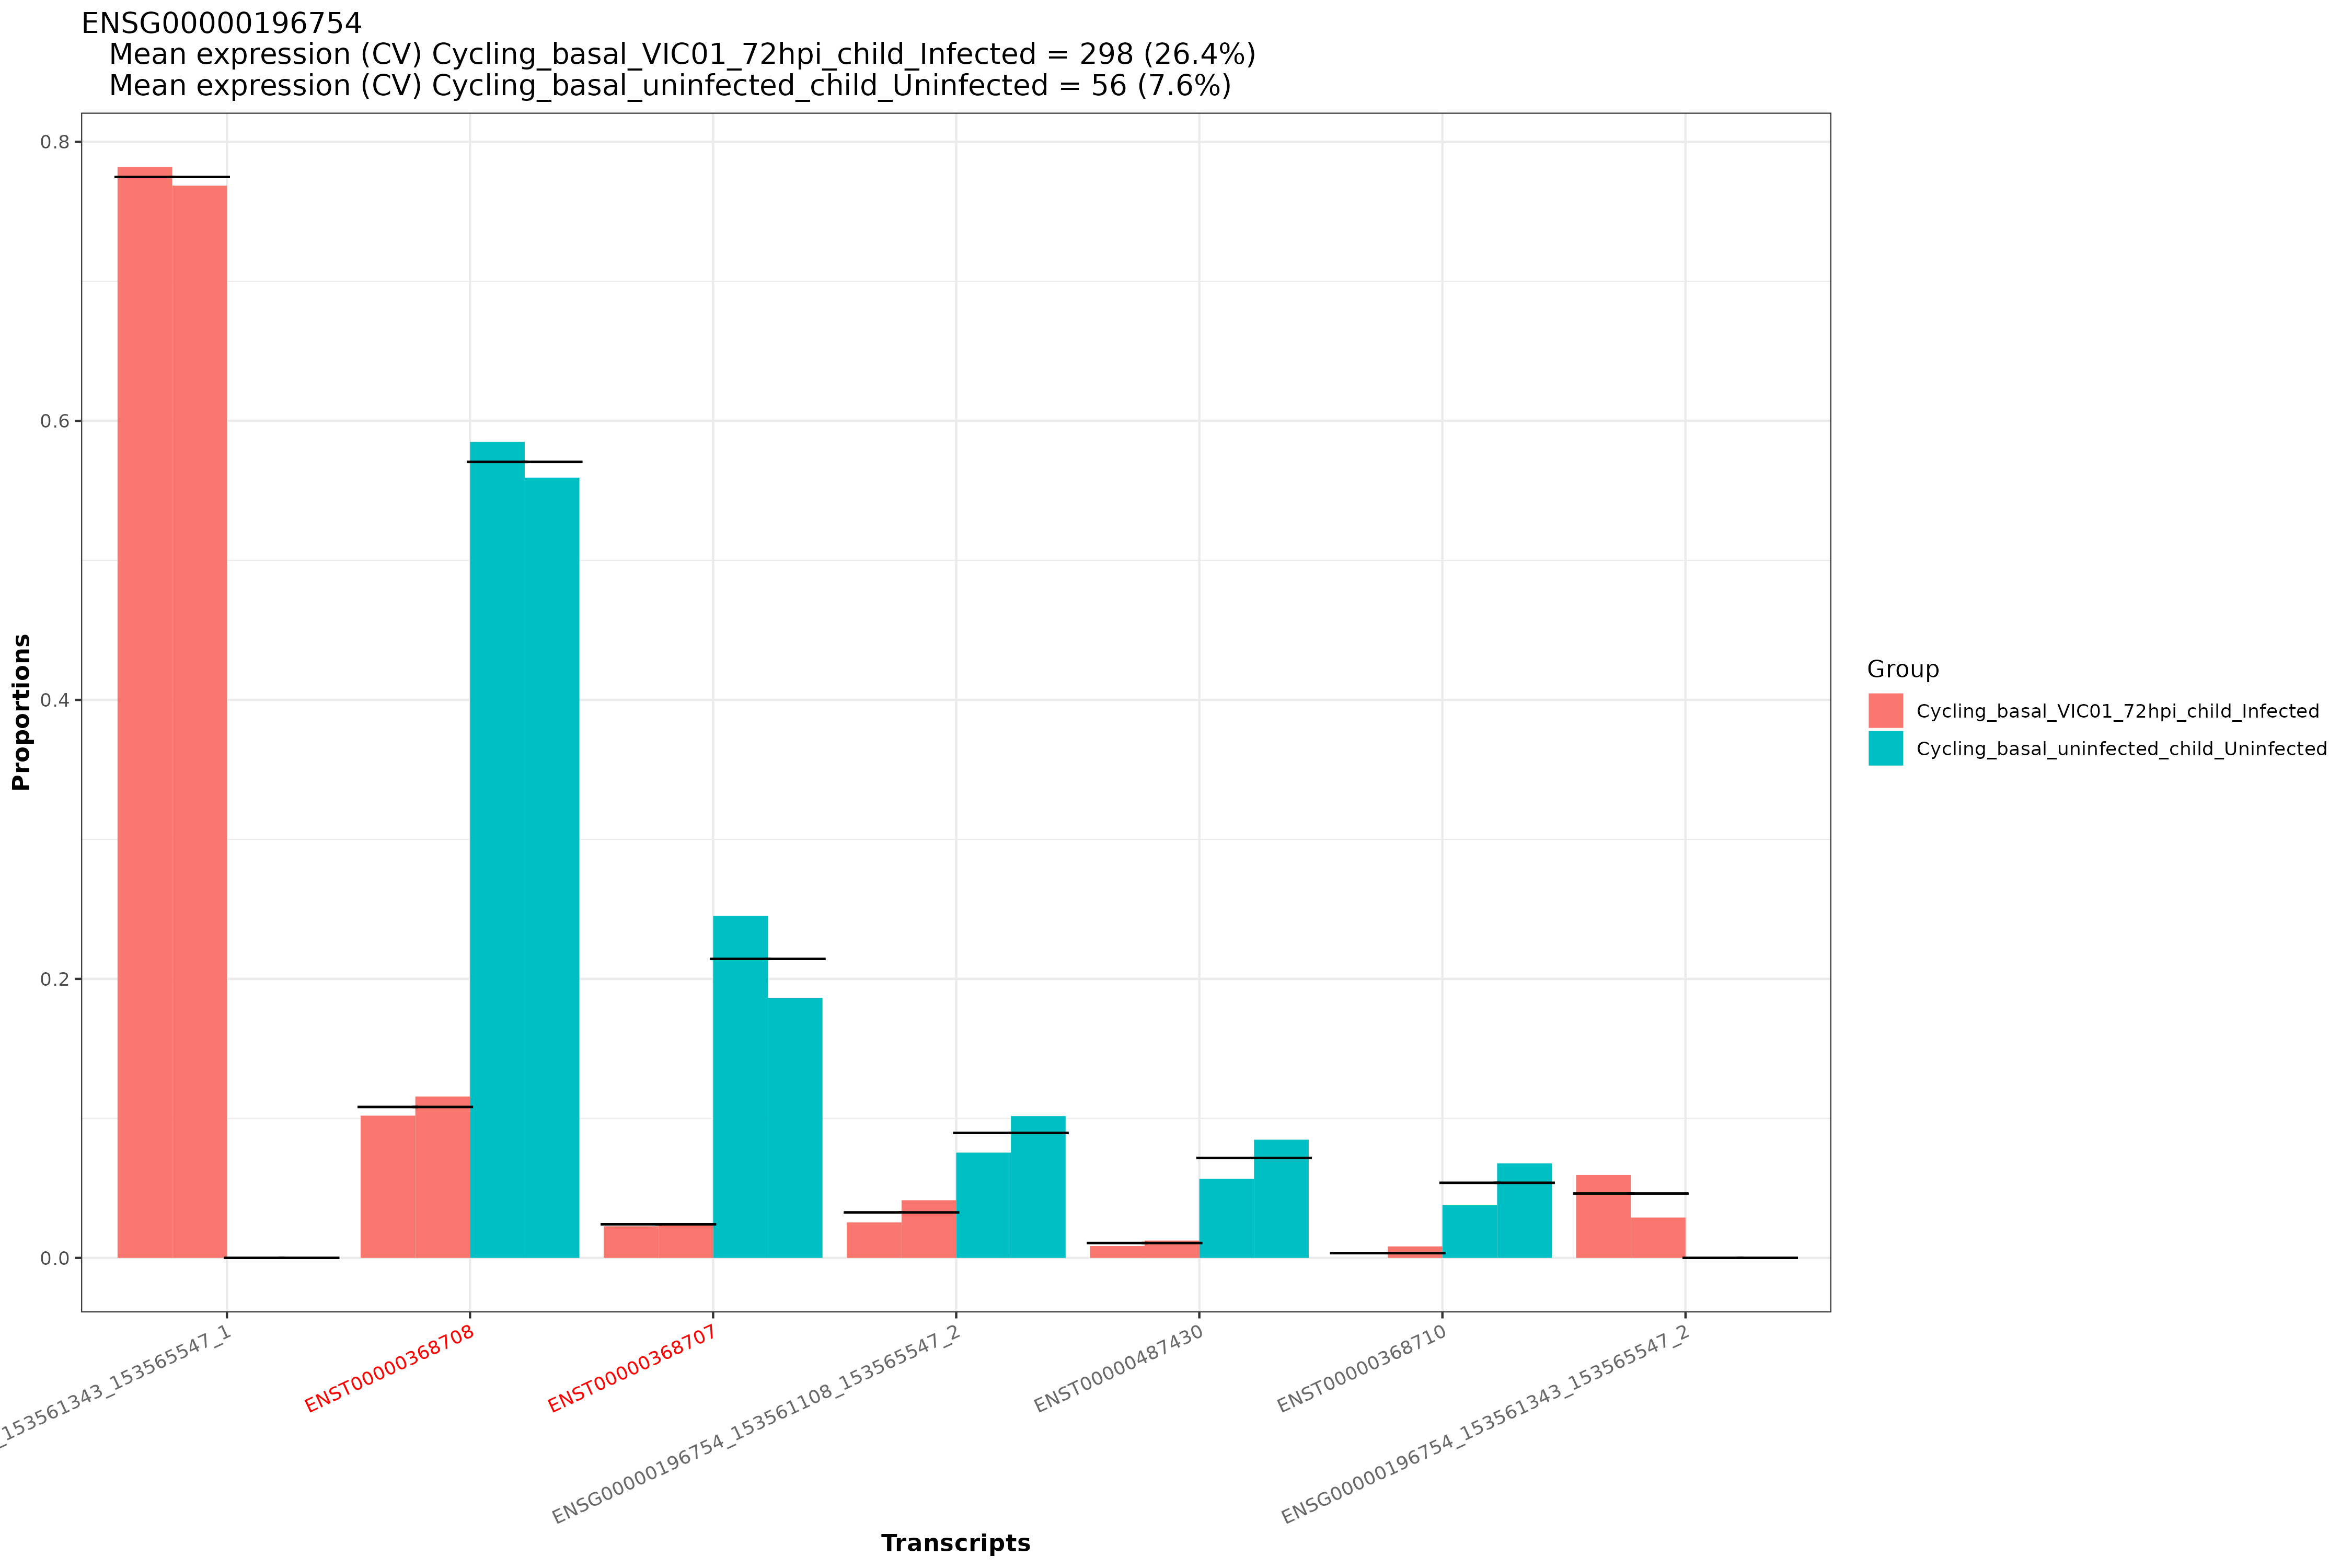 ENSG00000196754
Mean expression (CV) Cycling_basal_VIC01_72hpi_child_Infected = 298 (26.4%)
Mean expression (CV) Cycling_basal_uninfected_child_Uninfected = 56 (7.6%)
0.8
0.6
0.4
0.2
0.0
Proportions
_153561343_153565547_1
ENST00000368708
ENST00000368707
ENSG00000196754_153561108_153565547_2
ENST00000487430
ENST00000368710
ENSG00000196754_153561343_153565547_2
Transcripts
Group
Cycling_basal_VIC01_72hpi_child_Infected
Cycling_basal_uninfected_child_Uninfected